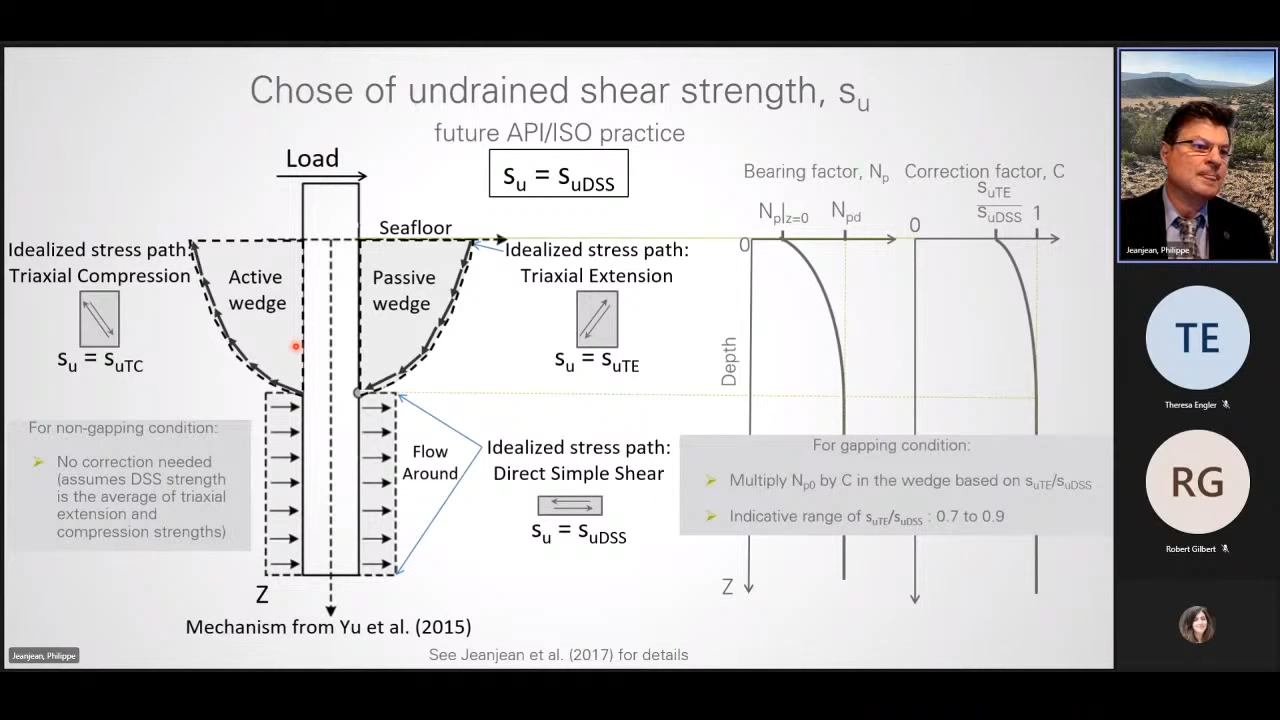 Chose of undrained shear strength, su
future API/ISO practice
Load
su = suDSS
Bearing factor, Np
Correction factor, C
suTE
suDSS
Np|z=0
Npd
0
1
0
Seafloor
Idealized stress path:
Triaxial Compression
su = suTC
Active
wedge
Passive
wedge
Idealized stress path:
Triaxial Extension
su = suTE
Depth
For non-gapping condition:
No correction needed
(assumes DSS strength
is the average of triaxial
extension and
compression strengths)
Flow
Around
Idealized stress path:
Direct Simple Shear
su = suDSS
For gapping condition:
Multiply Np0 by C in the wedge based on suTE/suDSS
Indicative range of suTE/suDSS : 0.7 to 0.9
Z
Z
Mechanism from Yu et al. (2015)
See Jeanjean et al. (2017) for details
Jeanjean, Philippe
Jeanjean, Philippe
TE
Theresa Engler
RG
Robert Gilbert